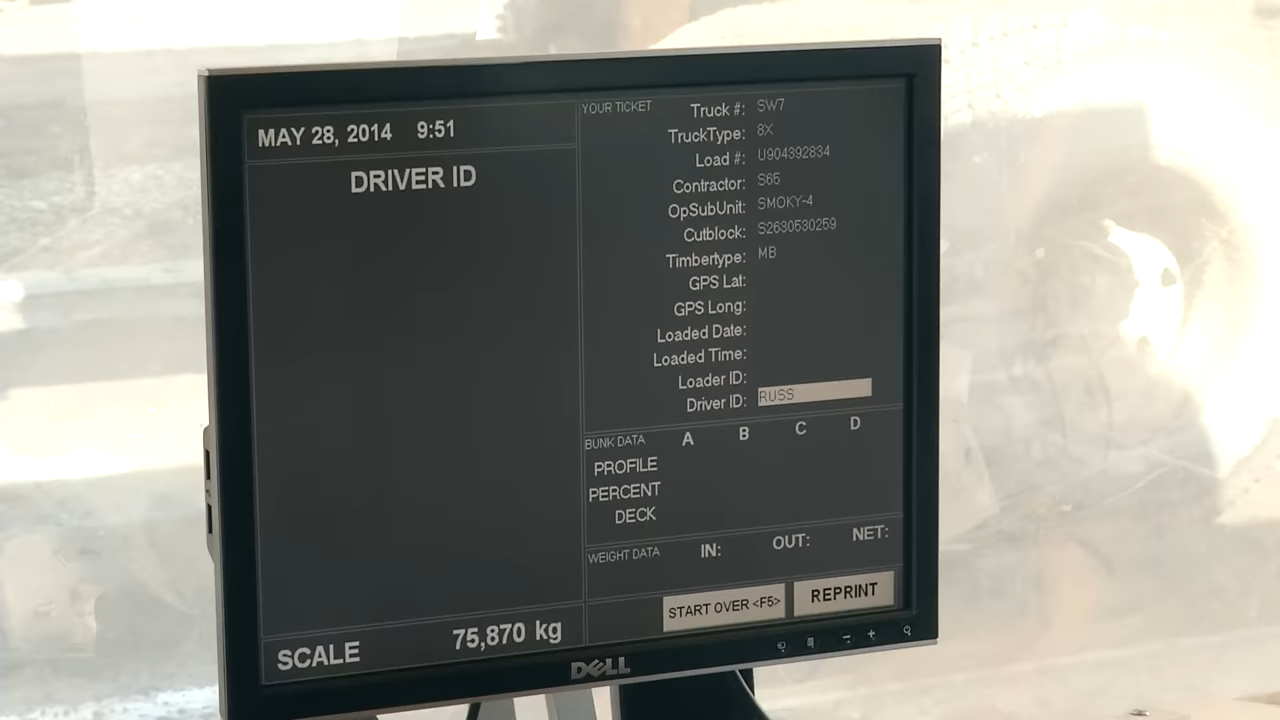 MAY 28, 2014 9:51
DRIVER ID
SCALE 75,870 kg
YOUR TICKET
Truck #: SW7
TruckType: 8X
Load #: U904392834
Contractor: S65
OpSubUnit: SMOKY-4
Cutblock: S2630530259
Timbertype: MB
GPS Lat:
GPS Long:
Loaded Date:
Loaded Time:
Loader ID:
Driver ID: RUSS
BUNK DATA A B C D
PROFILE
PERCENT
DECK
WEIGHT DATA IN: OUT: NET:
START OVER <F5> REPRINT
DELL